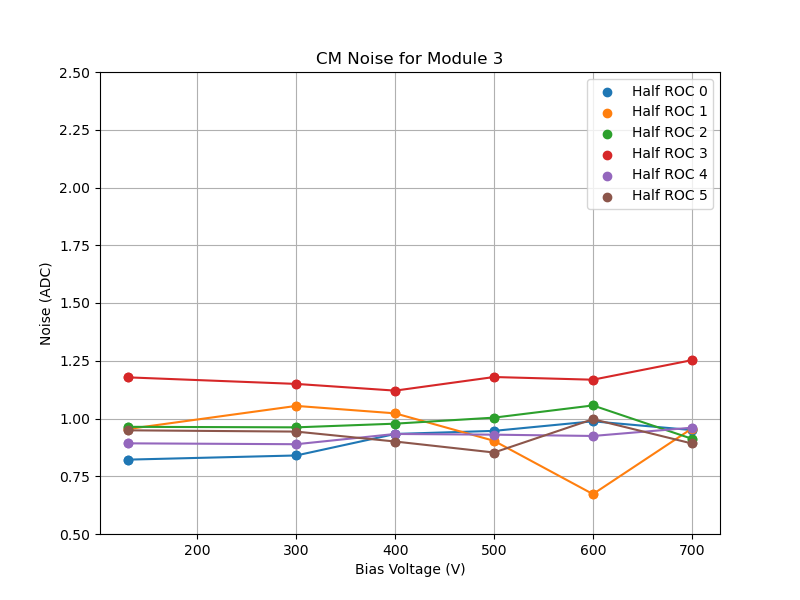 CM Noise for Module 3
2.50
2.25
2.00
1.75
1.50
1.25
1.00
0.75
0.50
Noise (ADC)
Half ROC 0
Half ROC 1
Half ROC 2
Half ROC 3
Half ROC 4
Half ROC 5
200 300 400 500 600 700
Bias Voltage (V)